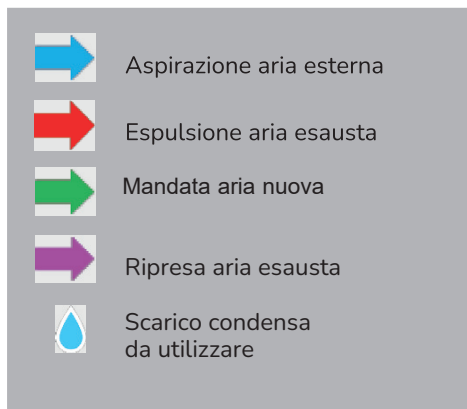 Aspirazione aria esterna
Espulsione aria esausta
Mandata aria nuova
Ripresa aria esausta
Scarico condensa
da utilizzare